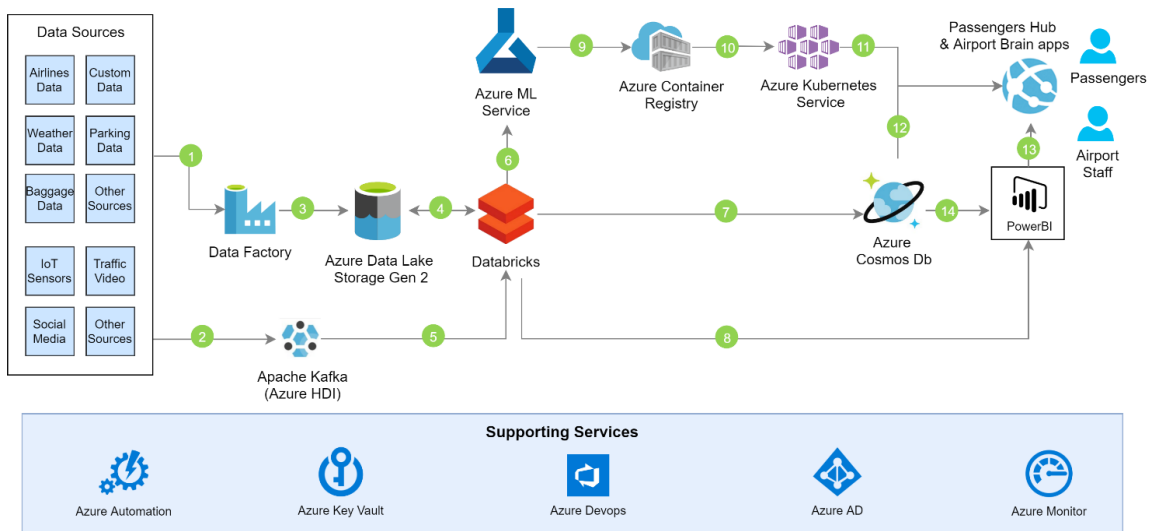 Data Sources
Airlines
Data
Custom
Data
Weather
Data
Parking
Data
Baggage
Data
Other
Sources
IoT
Sensors
Traffic
Video
Social
Media
Other
Sources
1
2
Data Factory
3
Azure Data Lake
Storage Gen 2
4
Apache Kafka
(Azure HDI)
5
Databricks
6
Azure ML
Service
7
8
9
Azure Container
Registry
10
Azure Kubernetes
Service
11
12
Azure
Cosmos Db
14
PowerBI
13
Passengers Hub
& Airport Brain apps
Passengers
Airport
Staff
Supporting Services
Azure Automation
Azure Key Vault
Azure Devops
Azure AD
Azure Monitor